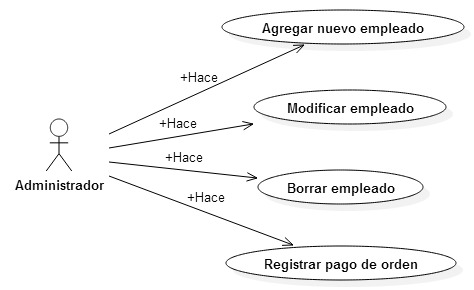 Agregar nuevo empleado
+Hace
Modificar empleado
+Hace
+Hace
Administrador
Borrar empleado
+Hace
Registrar pago de orden